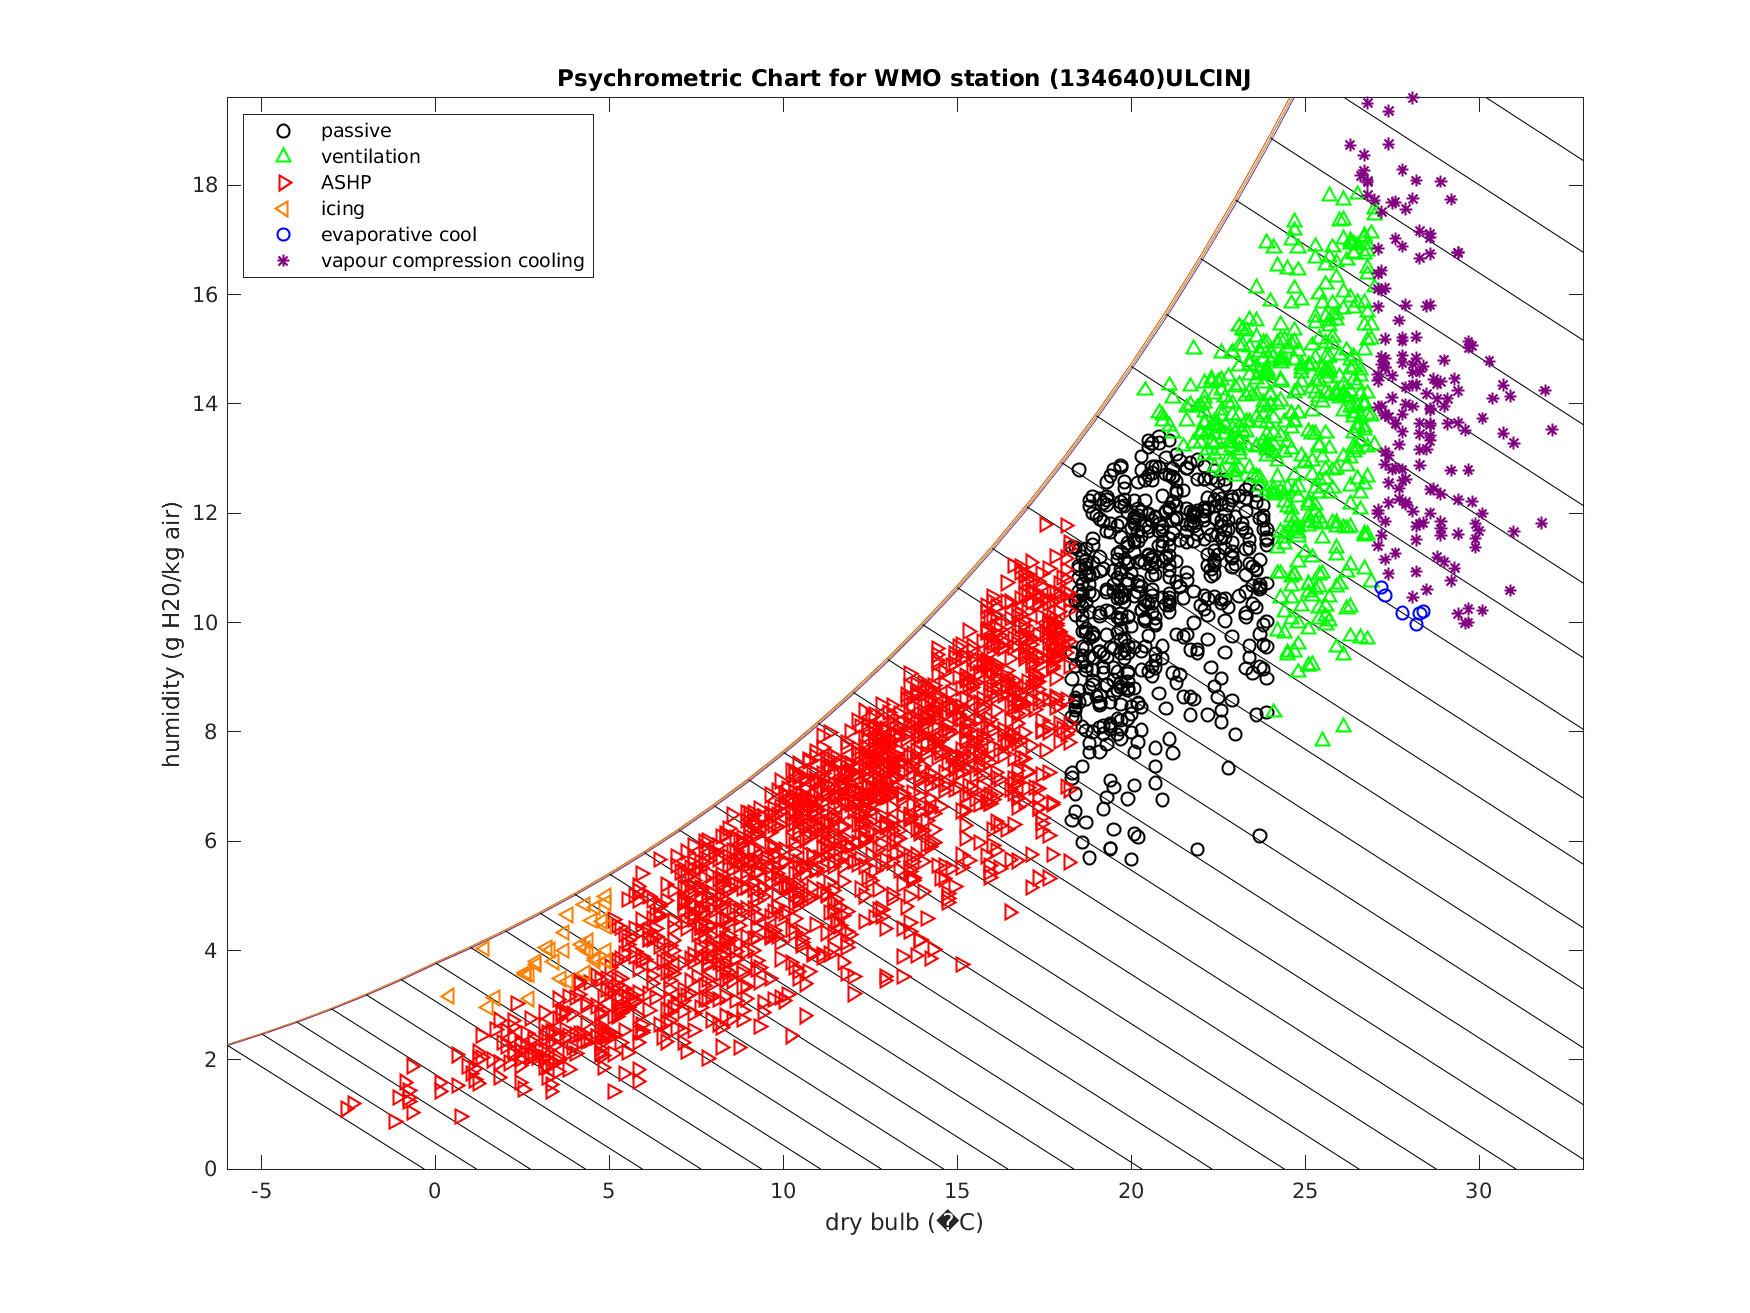 Psychrometric Chart for WMO station (134640)ULCINJ
passive
ventilation
ASHP
icing
evaporative cool
vapour compression cooling
humidity (g H20/kg air)
18
16
14
12
10
8
6
4
2
0
-5 0 5 10 15 20 25 30
dry bulb (�C)